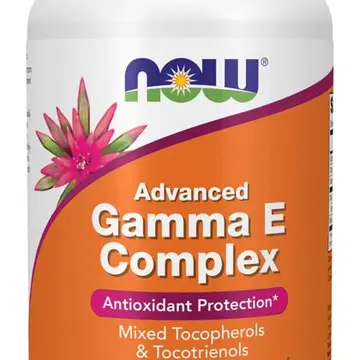 NOW®
Advanced
Gamma E
Complex
Antioxidant Protection*
Mixed Tocopherols
& Tocotrienols